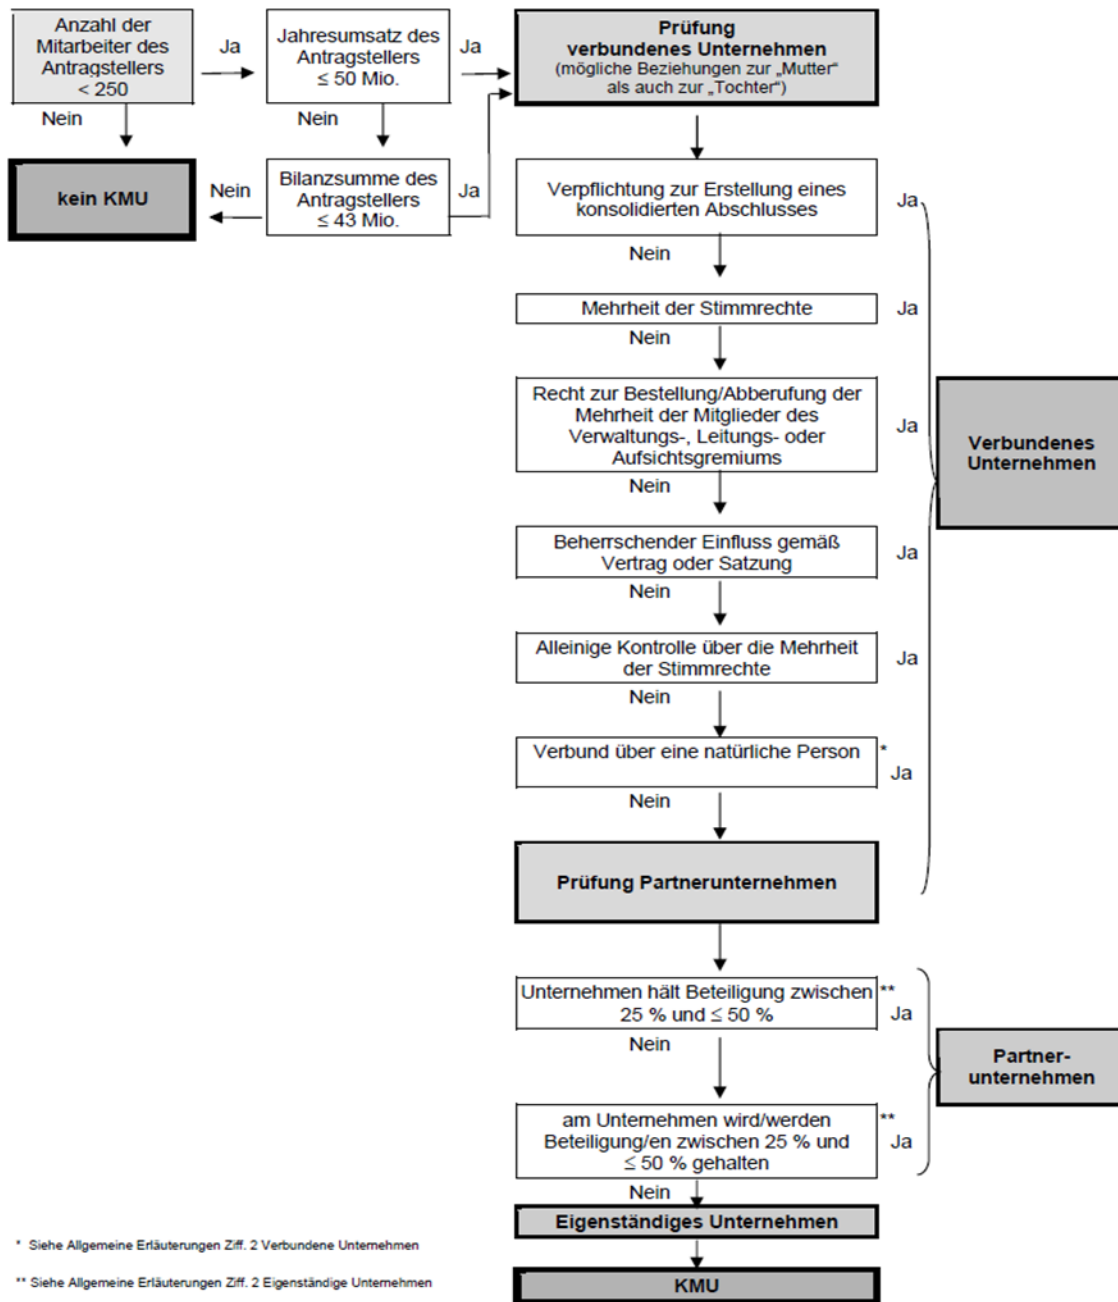 Anzahl der
Mitarbeiter des
Antragstellers
< 250
Ja
Jahresumsatz des
Antragstellers
≤ 50 Mio.
Ja
Prüfung
verbundenes Unternehmen
(mögliche Beziehungen zur „Mutter“
als auch zur „Tochter“)
Nein
Nein
kein KMU
Nein
Bilanzsumme des
Antragstellers
≤ 43 Mio.
Ja
Verpflichtung zur Erstellung eines
konsolidierten Abschlusses
Ja
Nein
Mehrheit der Stimmrechte
Ja
Nein
Recht zur Bestellung/Abberufung der
Mehrheit der Mitglieder des
Verwaltungs-, Leitungs- oder
Aufsichtsgremiums
Ja
Verbundenes
Unternehmen
Nein
Beherrschender Einfluss gemäß
Vertrag oder Satzung
Ja
Nein
Alleinige Kontrolle über die Mehrheit
der Stimmrechte
Ja
Nein
Verbund über eine natürliche Person
*
Ja
Nein
Prüfung Partnerunternehmen
Unternehmen hält Beteiligung zwischen
25 % und ≤ 50 %
**
Ja
Nein
Partner-
unternehmen
am Unternehmen wird/werden
Beteiligung/en zwischen 25 % und
≤ 50 % gehalten
**
Ja
Nein
Eigenständiges Unternehmen
KMU
* Siehe Allgemeine Erläuterungen Ziff. 2 Verbundene Unternehmen
** Siehe Allgemeine Erläuterungen Ziff. 2 Eigenständige Unternehmen